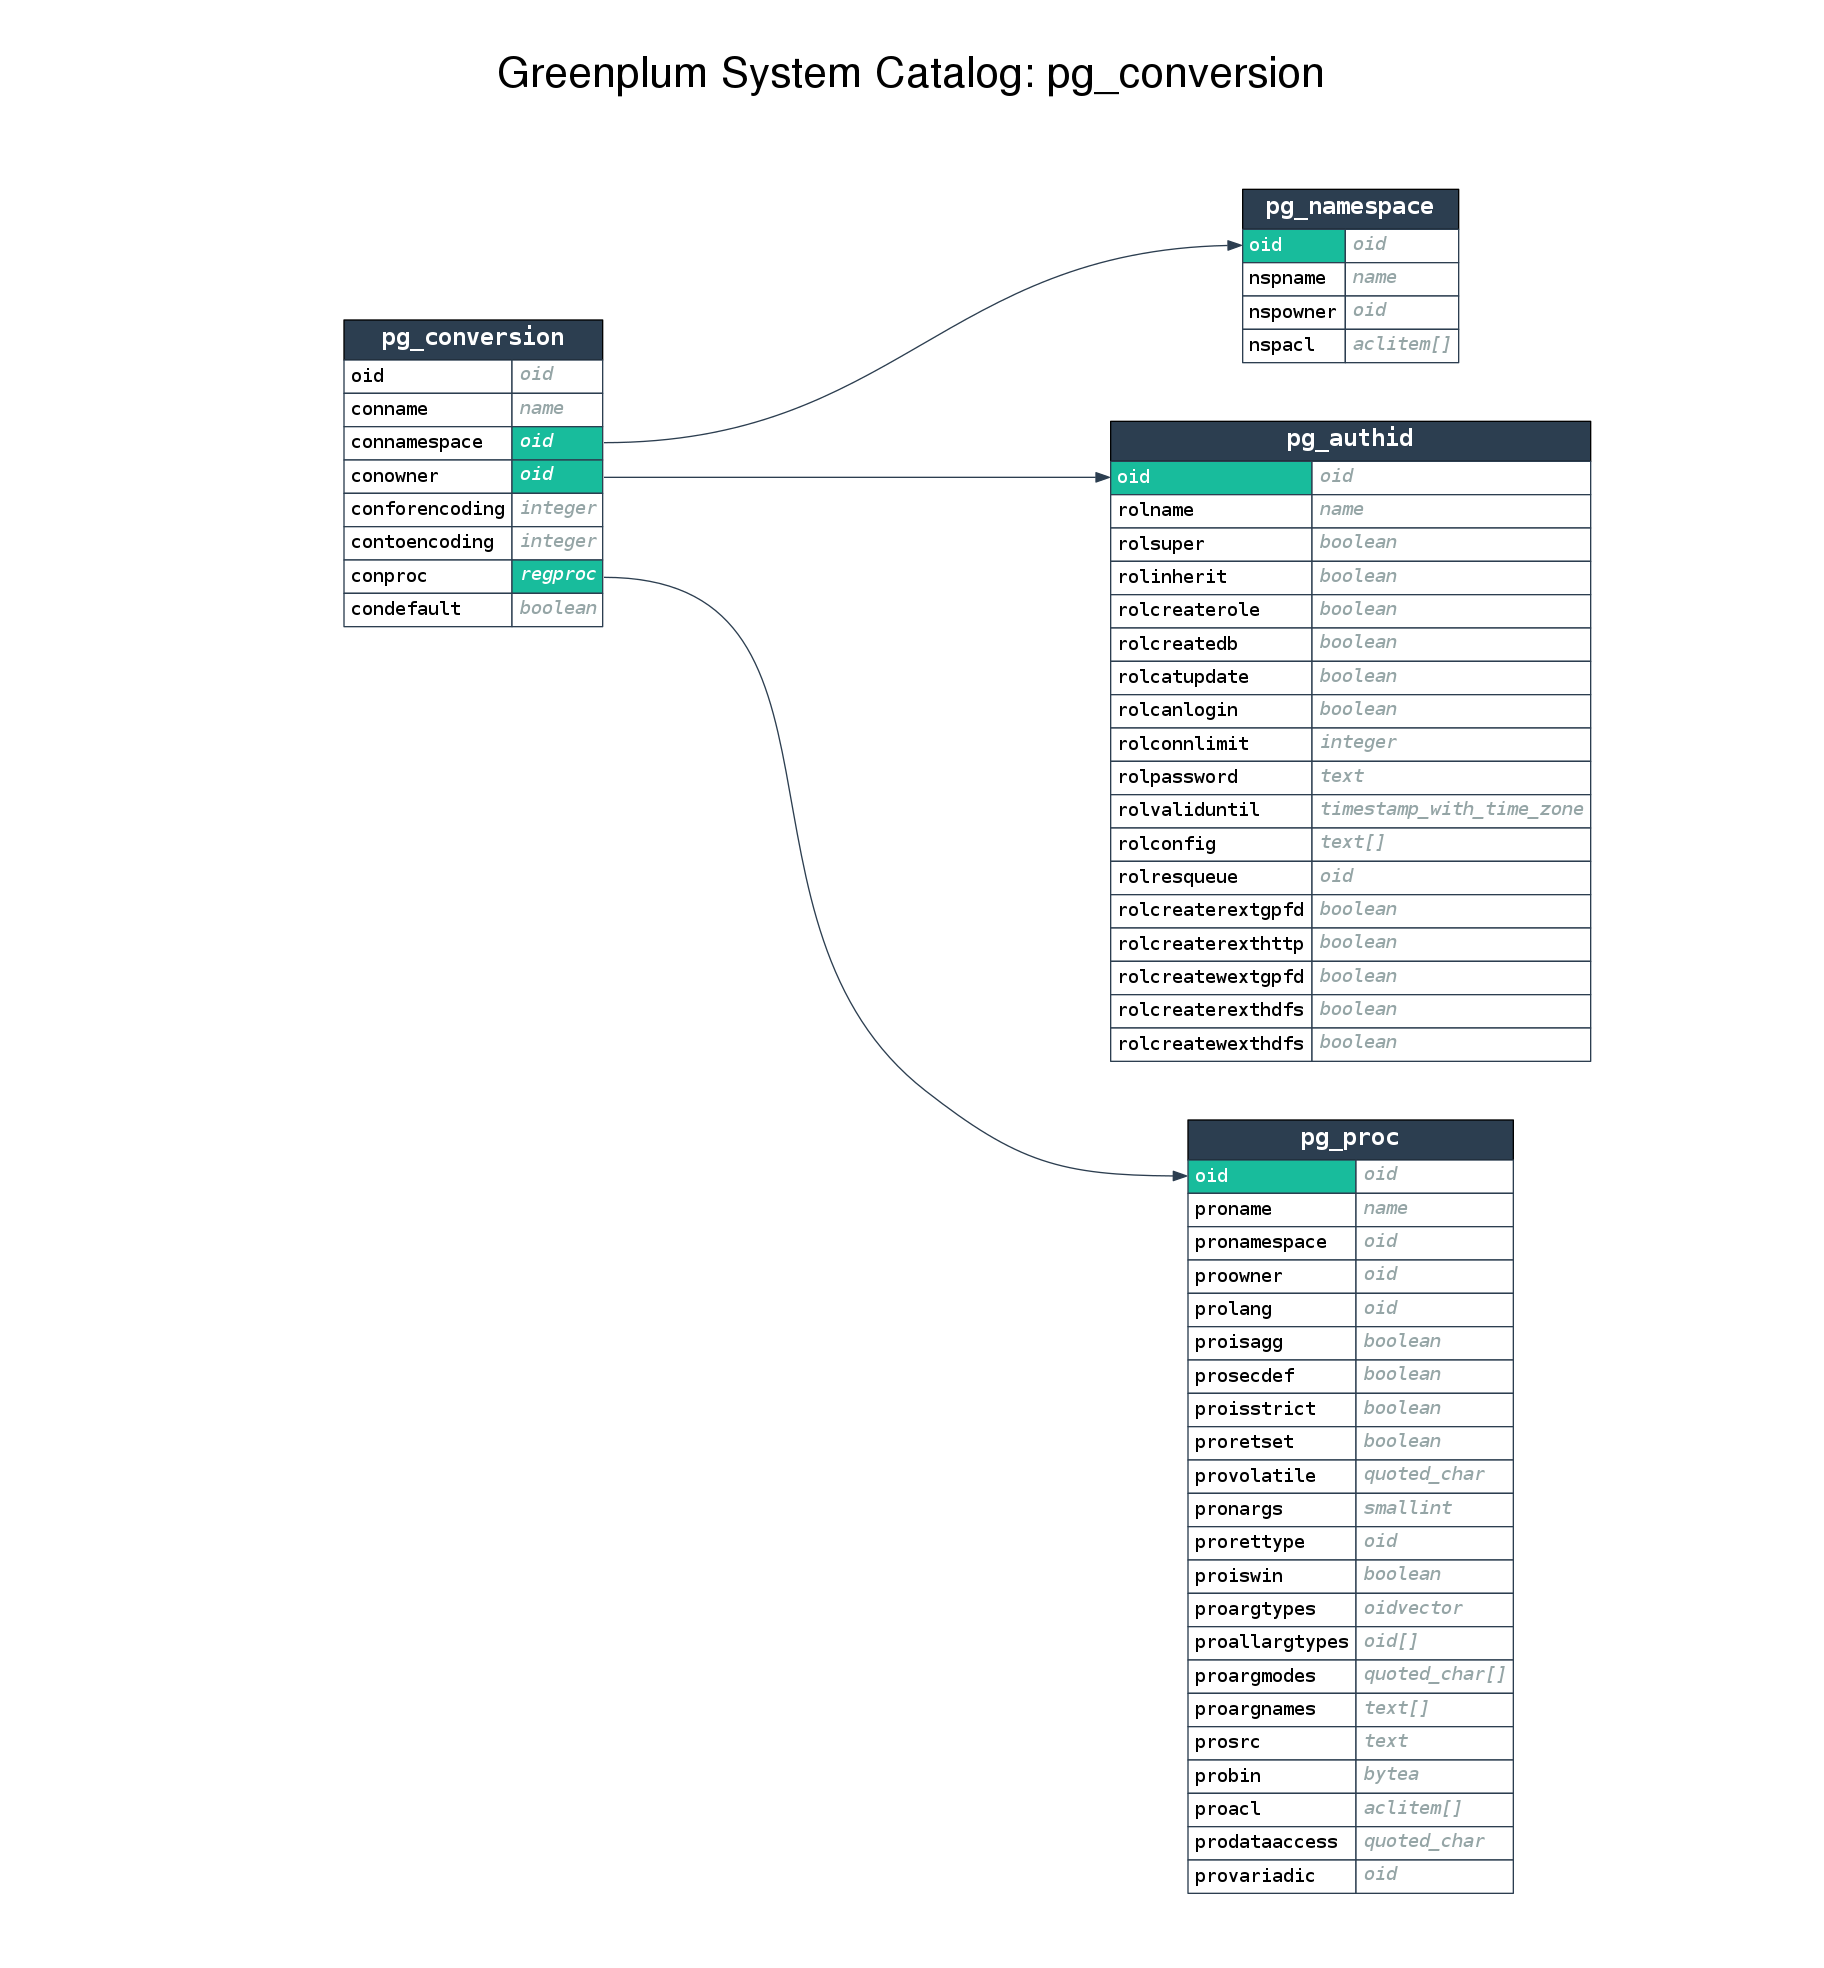 Greenplum System Catalog: pg_conversion
pg_namespace
oid oid
nspname name
nspowner oid
nspacl aclitem[]
pg_conversion
oid oid
conname name
connamespace oid
conowner oid
conforencoding integer
contoencoding integer
conproc regproc
condefault boolean
pg_authid
oid oid
rolname name
rolsuper boolean
rolinherit boolean
rolcreaterole boolean
rolcreatedb boolean
rolcatupdate boolean
rolcanlogin boolean
rolconnlimit integer
rolpassword text
rolvaliduntil timestamp_with_time_zone
rolconfig text[]
rolresqueue oid
rolcreaterextgpfd boolean
rolcreaterexthttp boolean
rolcreatewextgpfd boolean
rolcreaterexthdfs boolean
rolcreatewexthdfs boolean
pg_proc
oid oid
proname name
pronamespace oid
proowner oid
prolang oid
proisagg boolean
prosecdef boolean
proisstrict boolean
proretset boolean
provolatile quoted_char
pronargs smallint
prorettype oid
proiswin boolean
proargtypes oidvector
proallargtypes oid[]
proargmodes quoted_char[]
proargnames text[]
prosrc text
probin bytea
proacl aclitem[]
prodataaccess quoted_char
provariadic oid